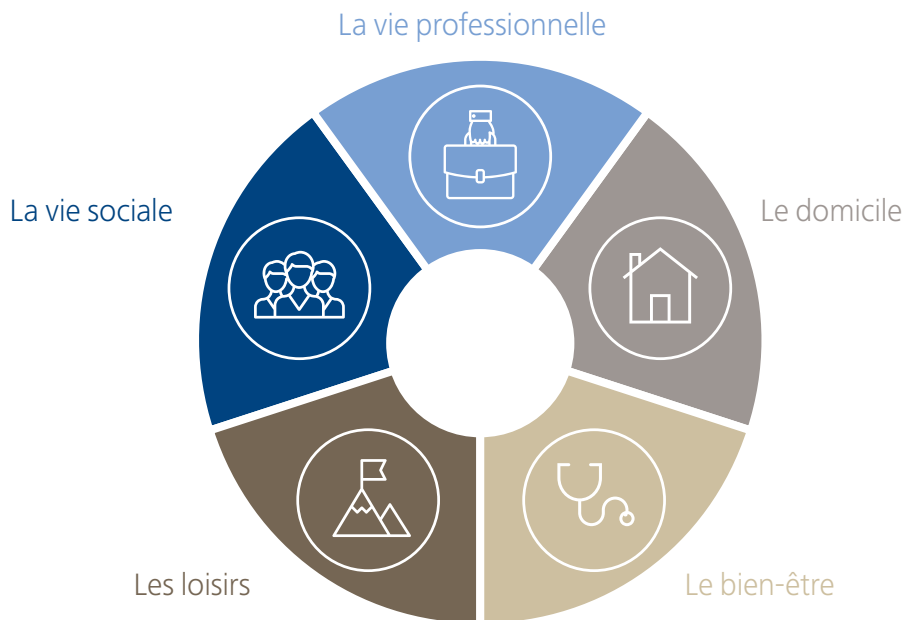 La vie professionnelle
La vie sociale
Le domicile
Les loisirs
Le bien-être